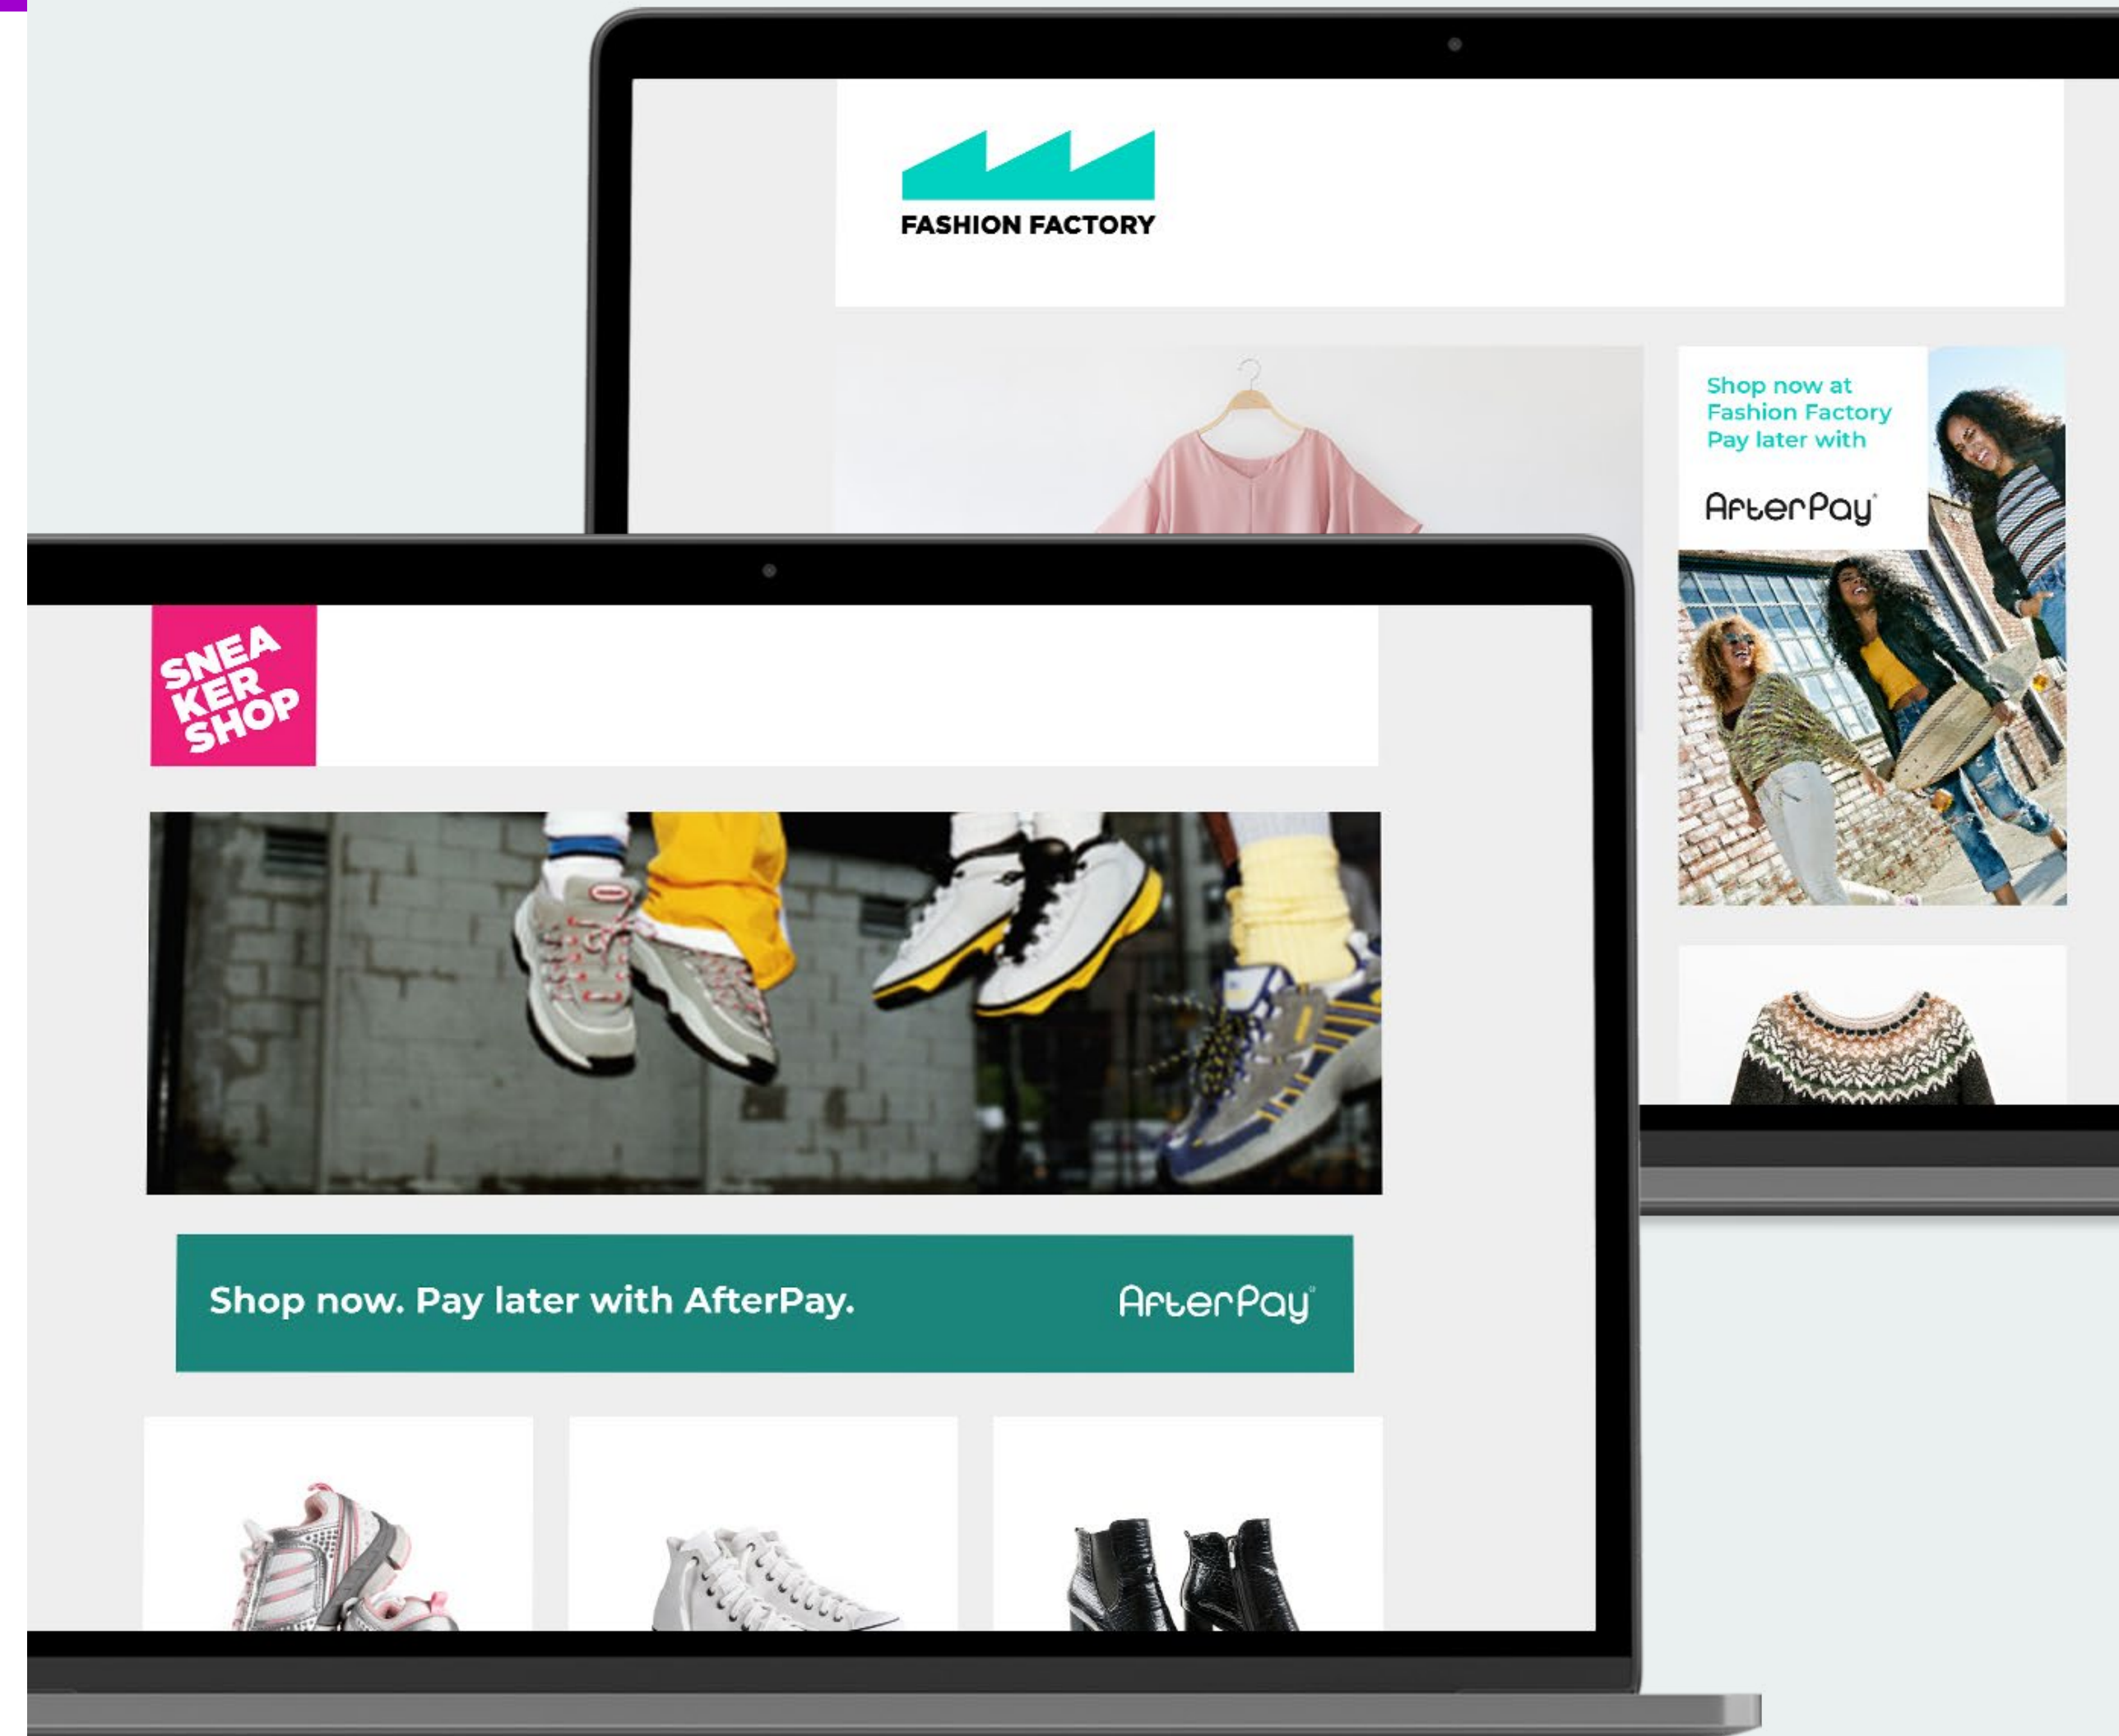 FASHION FACTORY
Shop now at
Fashion Factory
Pay later with
AfterPay
SNEA
KER
SHOP
Shop now. Pay later with AfterPay.
AfterPay